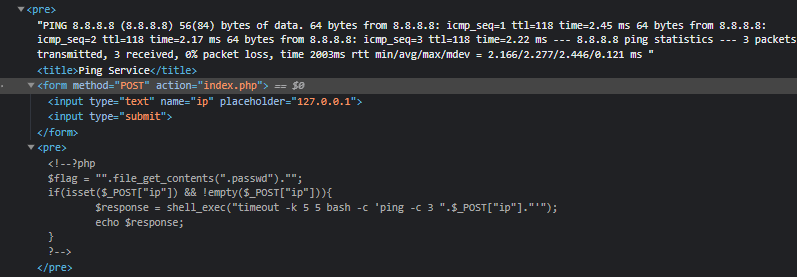 <pre>
"PING 8.8.8.8 (8.8.8.8) 56(84) bytes of data. 64 bytes from 8.8.8.8: icmp_seq=1 ttl=118 time=2.45 ms 64 bytes from 8.8.8.8:
icmp_seq=2 ttl=118 time=2.17 ms 64 bytes from 8.8.8.8: icmp_seq=3 ttl=118 time=2.22 ms --- 8.8.8.8 ping statistics --- 3 packets
transmitted, 3 received, 0% packet loss, time 2003ms rtt min/avg/max/mdev = 2.166/2.277/2.446/0.121 ms "
<title>Ping Service</title>
<form method="POST" action="index.php"> == $0
<input type="text" name="ip" placeholder="127.0.0.1">
<input type="submit">
</form>
<pre>
<!--?php
$flag = "".file_get_contents(".passwd")."";
if(isset($_POST["ip"]) && !empty($_POST["ip"])){
$response = shell_exec("timeout -k 5 5 bash -c 'ping -c 3 ".$_POST["ip"]."'");
echo $response;
}
?-->
</pre>